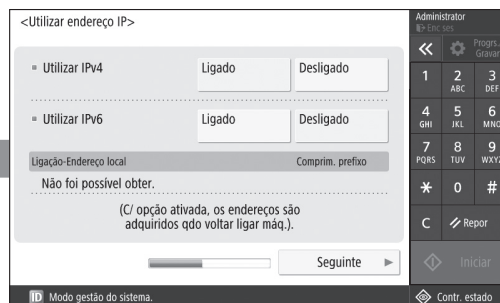 <Utilizar endereço IP>
Utilizar IPv4
Ligado
Desligado
Utilizar IPv6
Ligado
Desligado
Ligação-Endereço local
Comprim. prefixo
Não foi possível obter.
(C/ opção ativada, os endereços são
adquiridos qdo voltar ligar máq.).
Seguinte
ID Modo gestão do sistema.
Administrator
Enc ses
Progrs.
Gravar
1
2
ABC
3
DEF
4
GHI
5
JKL
6
MNO
7
PQRS
8
TUV
9
WXYZ
*
0
#
C
Repor
Iniciar
Contr. estado